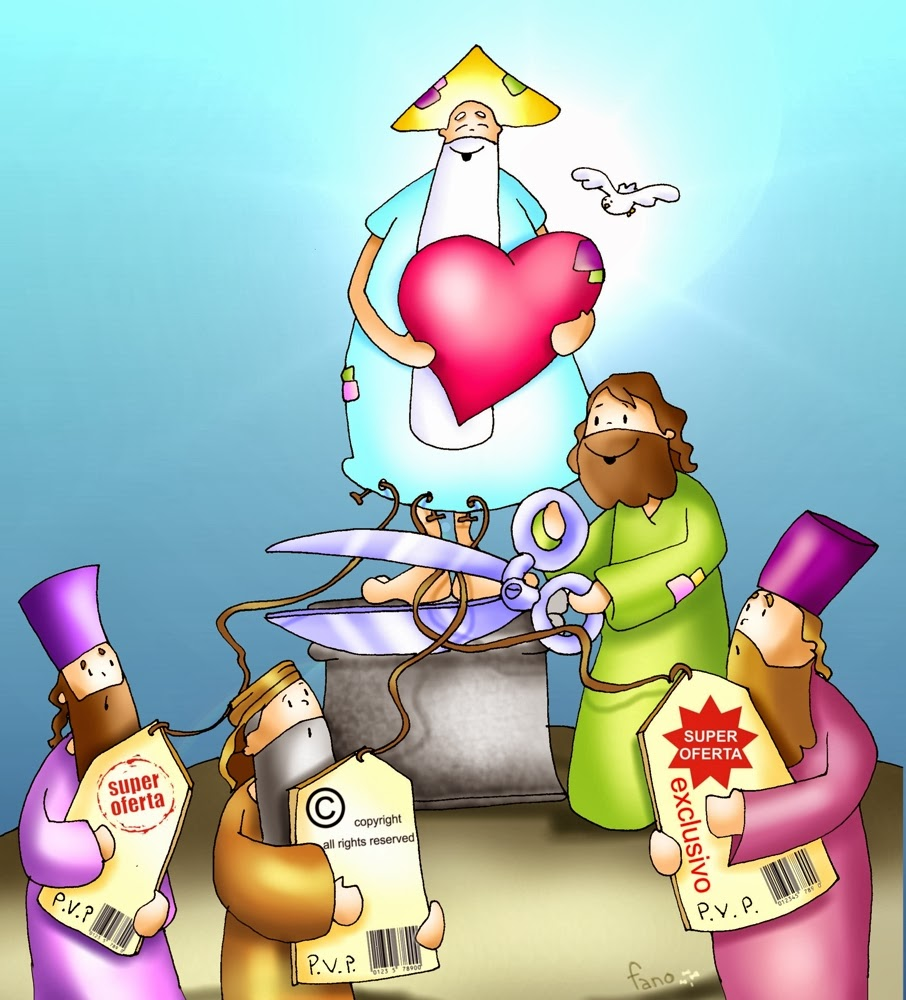 super
oferta
P.V.P
©
copyright
all rights reserved
P.V.P.
SUPER
OFERTA
exclusivo
P.V.P.
fano